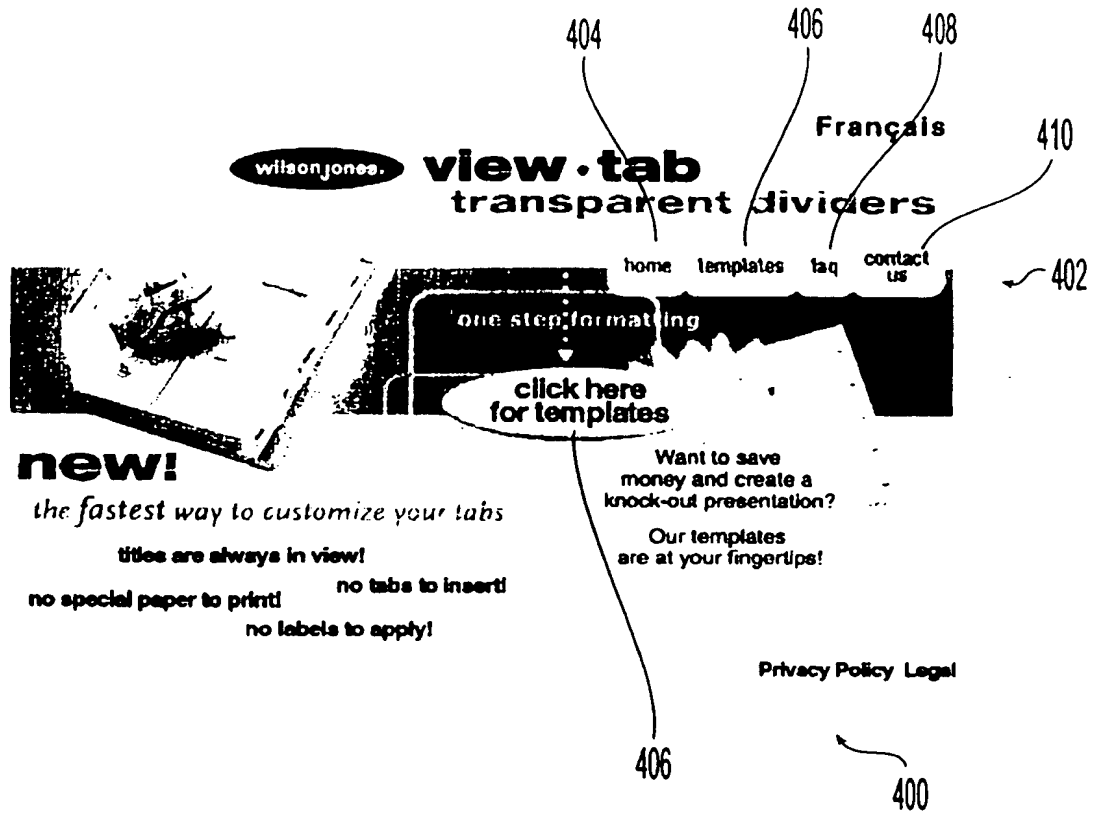 404
406
408
Français
410
wilson jones.
view • tab
transparent dividers
home templates faq contact us
402
one step formatting
click here
for templates
new!
the fastest way to customize your tabs
Want to save
money and create a
knock-out presentation?
Our templates
are at your fingertips!
titles are always in view!
no tabs to insert!
no special paper to print!
no labels to apply!
Privacy Policy Legal
406
400